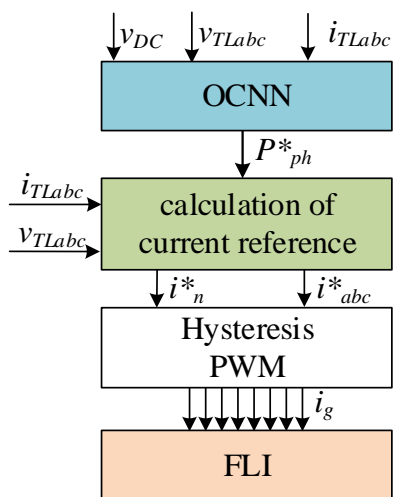 v_DC v_TLabc i_TLabc
OCNN
P*_ph
i_TLabc
calculation of
v_TLabc
current reference
i*_n i*_abc
Hysteresis
PWM
i_g
FLI